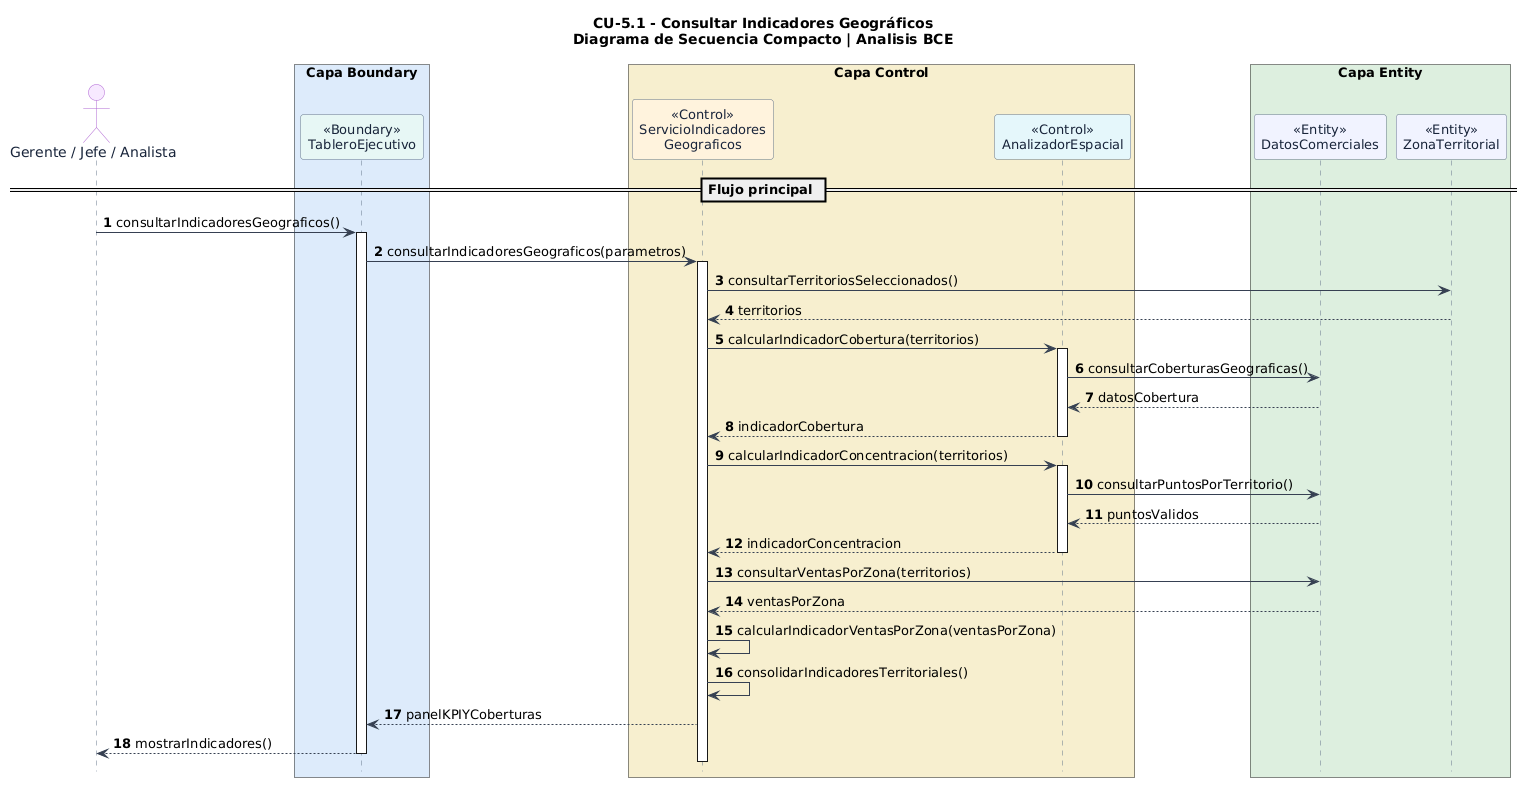 CU-5.1 - Consultar Indicadores Geográficos
Diagrama de Secuencia Compacto | Analisis BCE
Capa Boundary
Capa Control
Capa Entity
Gerente / Jefe / Analista
«Boundary»
TableroEjecutivo
«Control»
ServicioIndicadores
Geograficos
«Control»
AnalizadorEspacial
«Entity»
DatosComerciales
«Entity»
ZonaTerritorial
Flujo principal
1 consultarIndicadoresGeograficos()
2 consultarIndicadoresGeograficos(parametros)
3 consultarTerritoriosSeleccionados()
4 territorios
5 calcularIndicadorCobertura(territorios)
6 consultarCoberturasGeograficas()
7 datosCobertura
8 indicadorCobertura
9 calcularIndicadorConcentracion(territorios)
10 consultarPuntosPorTerritorio()
11 puntosValidos
12 indicadorConcentracion
13 consultarVentasPorZona(territorios)
14 ventasPorZona
15 calcularIndicadorVentasPorZona(ventasPorZona)
16 consolidarIndicadoresTerritoriales()
17 panelKPIYCoberturas
18 mostrarIndicadores()